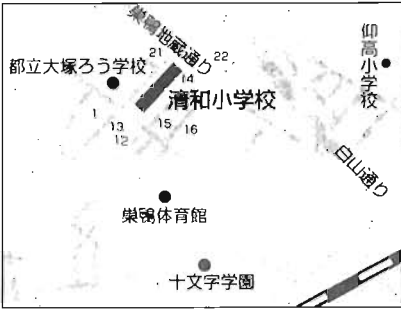 巣鴨地蔵通り
21
22
仰高小学校
都立大塚ろう学校
14
清和小学校
1
13
12
15
16
白山通り
巣鴨体育館
十文字学園